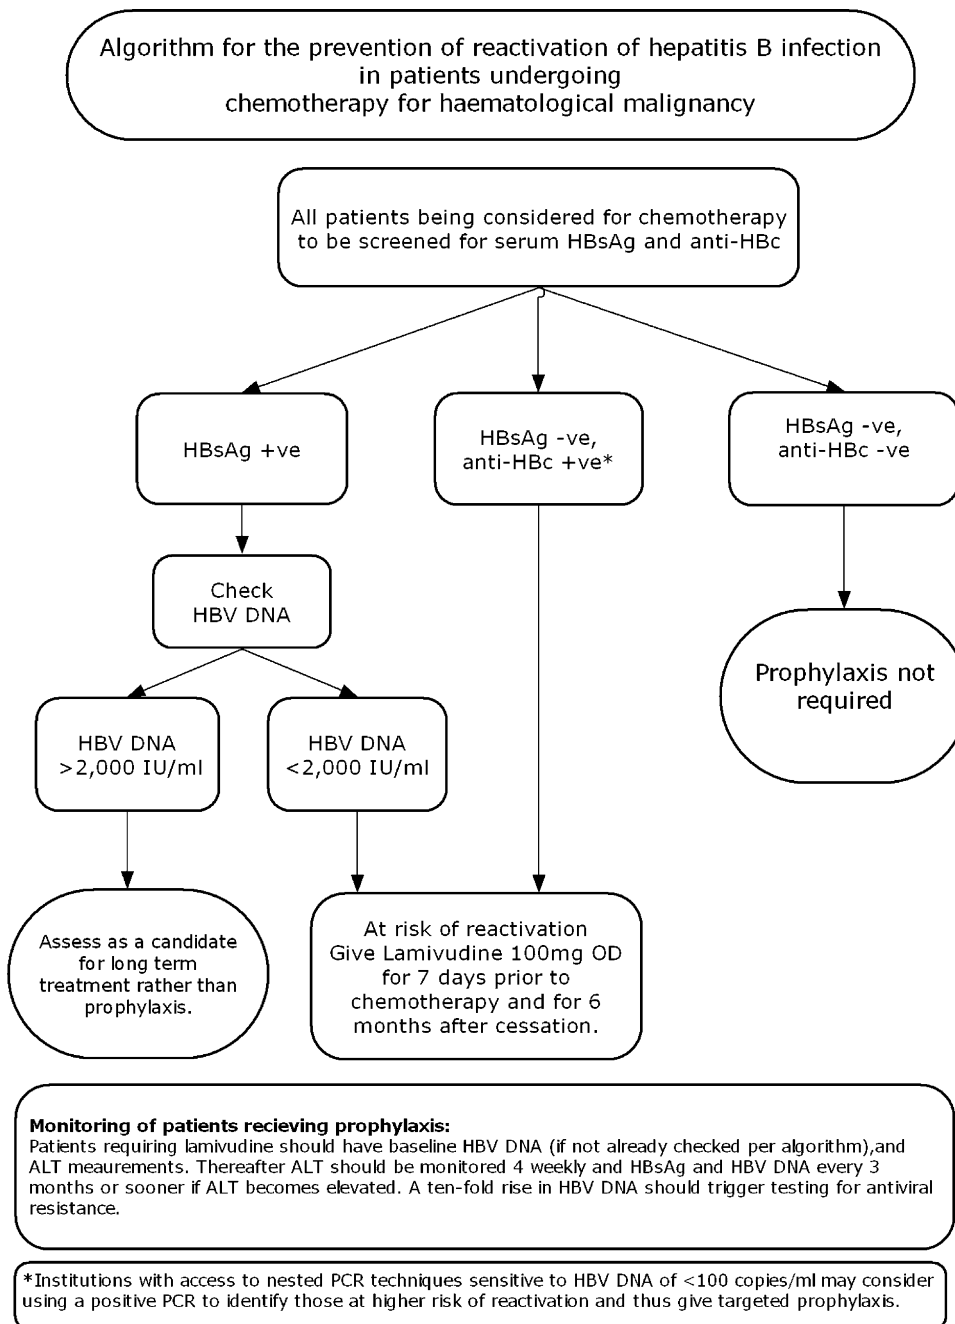 Algorithm for the prevention of reactivation of hepatitis B infection
in patients undergoing
chemotherapy for haematological malignancy
All patients being considered for chemotherapy
to be screened for serum HBsAg and anti-HBc
HBsAg +ve
HBsAg -ve,
anti-HBc +ve*
HBsAg -ve,
anti-HBc -ve
Check
HBV DNA
Prophylaxis not
required
HBV DNA
>2,000 IU/ml
HBV DNA
<2,000 IU/ml
Assess as a candidate
for long term
treatment rather than
prophylaxis.
At risk of reactivation
Give Lamivudine 100mg OD
for 7 days prior to
chemotherapy and for 6
months after cessation.
Monitoring of patients recieving prophylaxis:
Patients requiring lamivudine should have baseline HBV DNA (if not already checked per algorithm),and
ALT meaurements. Thereafter ALT should be monitored 4 weekly and HBsAg and HBV DNA every 3
months or sooner if ALT becomes elevated. A ten-fold rise in HBV DNA should trigger testing for antiviral
resistance.
*Institutions with access to nested PCR techniques sensitive to HBV DNA of <100 copies/ml may consider
using a positive PCR to identify those at higher risk of reactivation and thus give targeted prophylaxis.